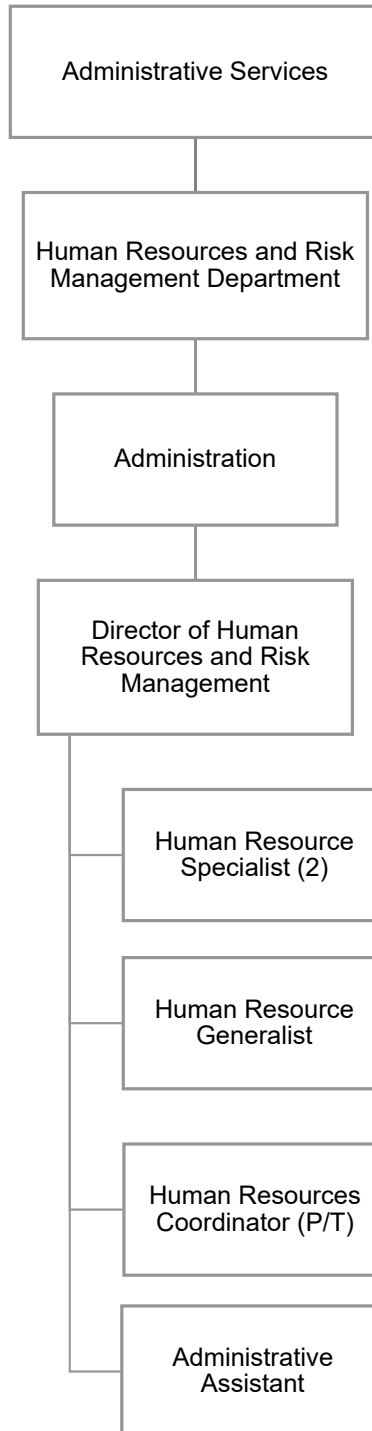 Administrative Services
Human Resources and Risk
Management Department
Administration
Director of Human
Resources and Risk
Management
Human Resource
Specialist (2)
Human Resource
Generalist
Human Resources
Coordinator (P/T)
Administrative
Assistant